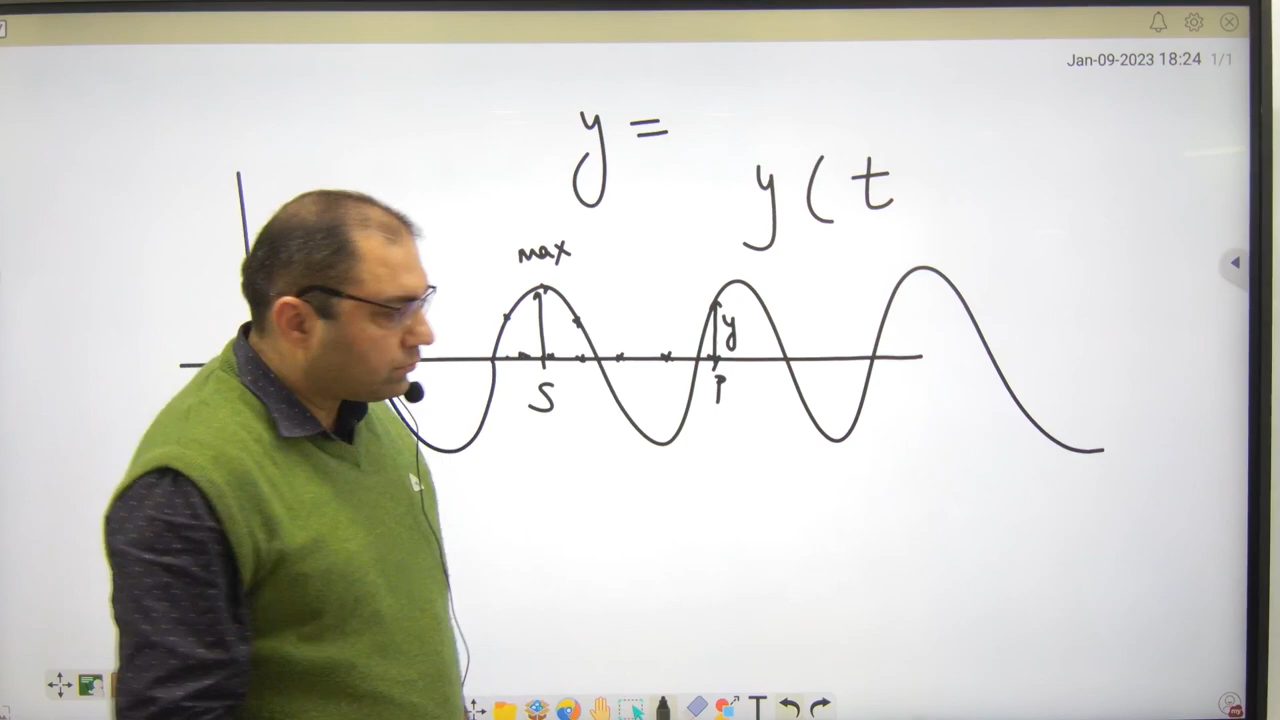 Jan-09-2023 18:24 1/1
y =
y ( t
max
y
S
P
T